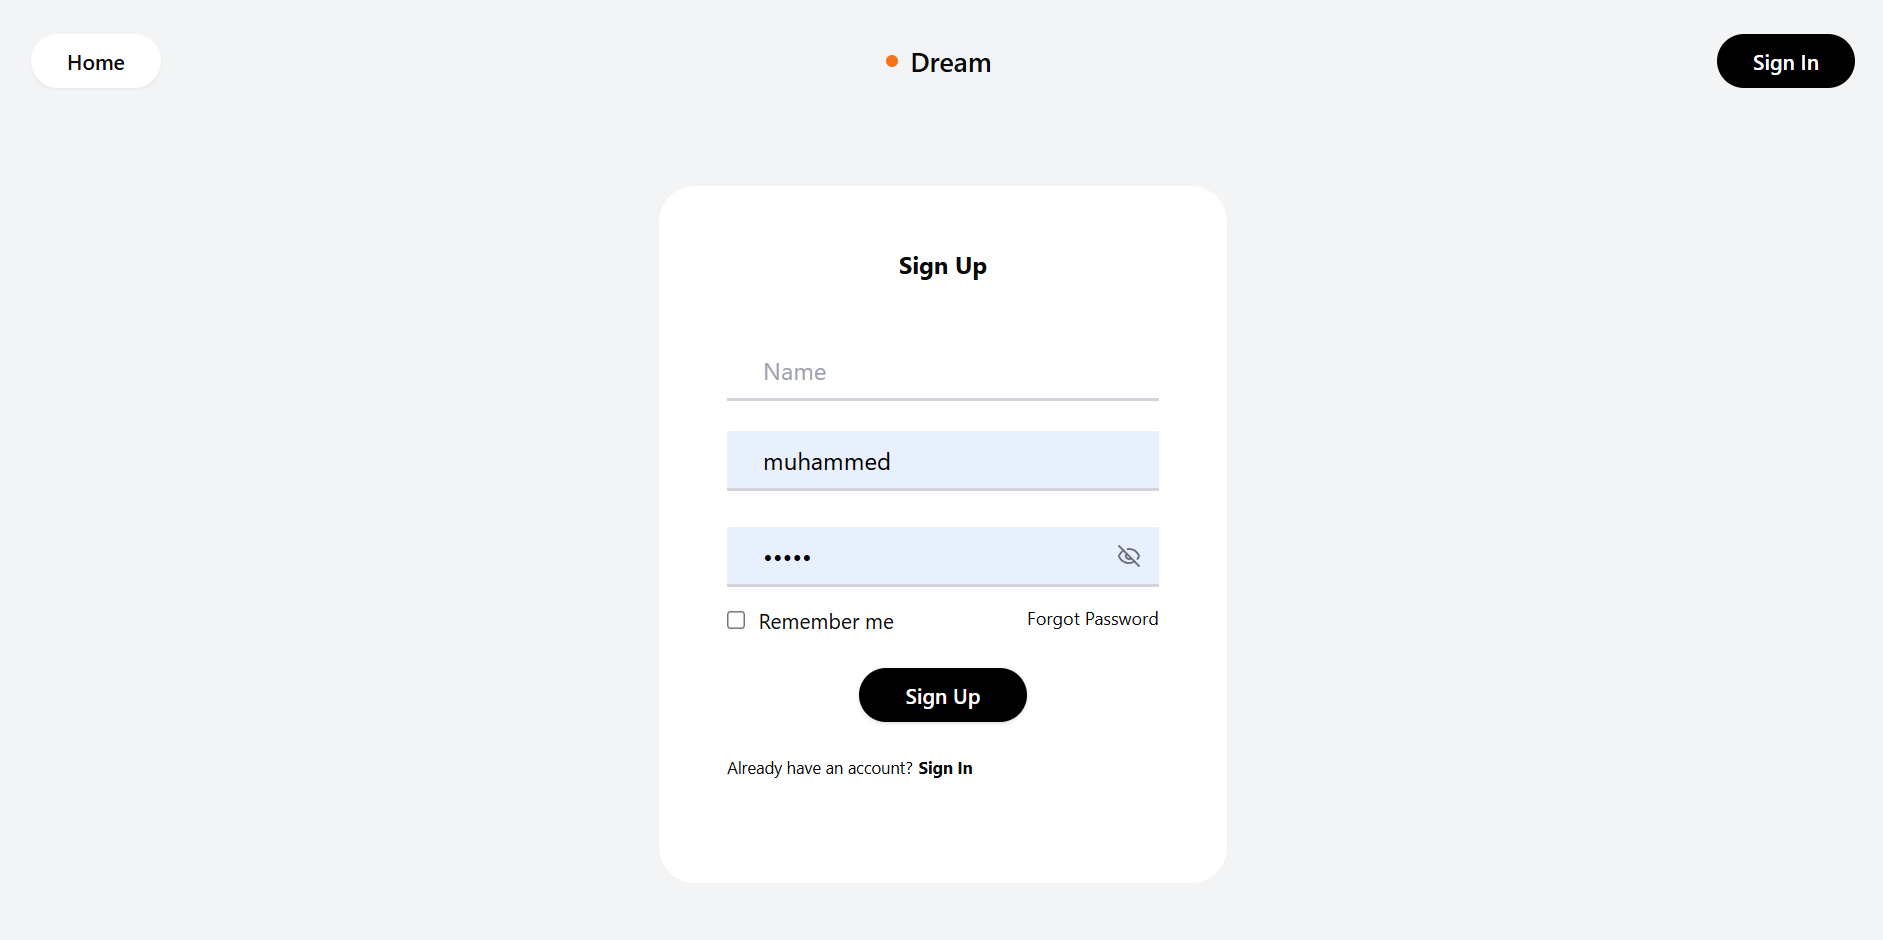 Home
Dream
Sign In
Sign Up
Name
muhammed
•••••
Remember me
Forgot Password
Sign Up
Already have an account? Sign In